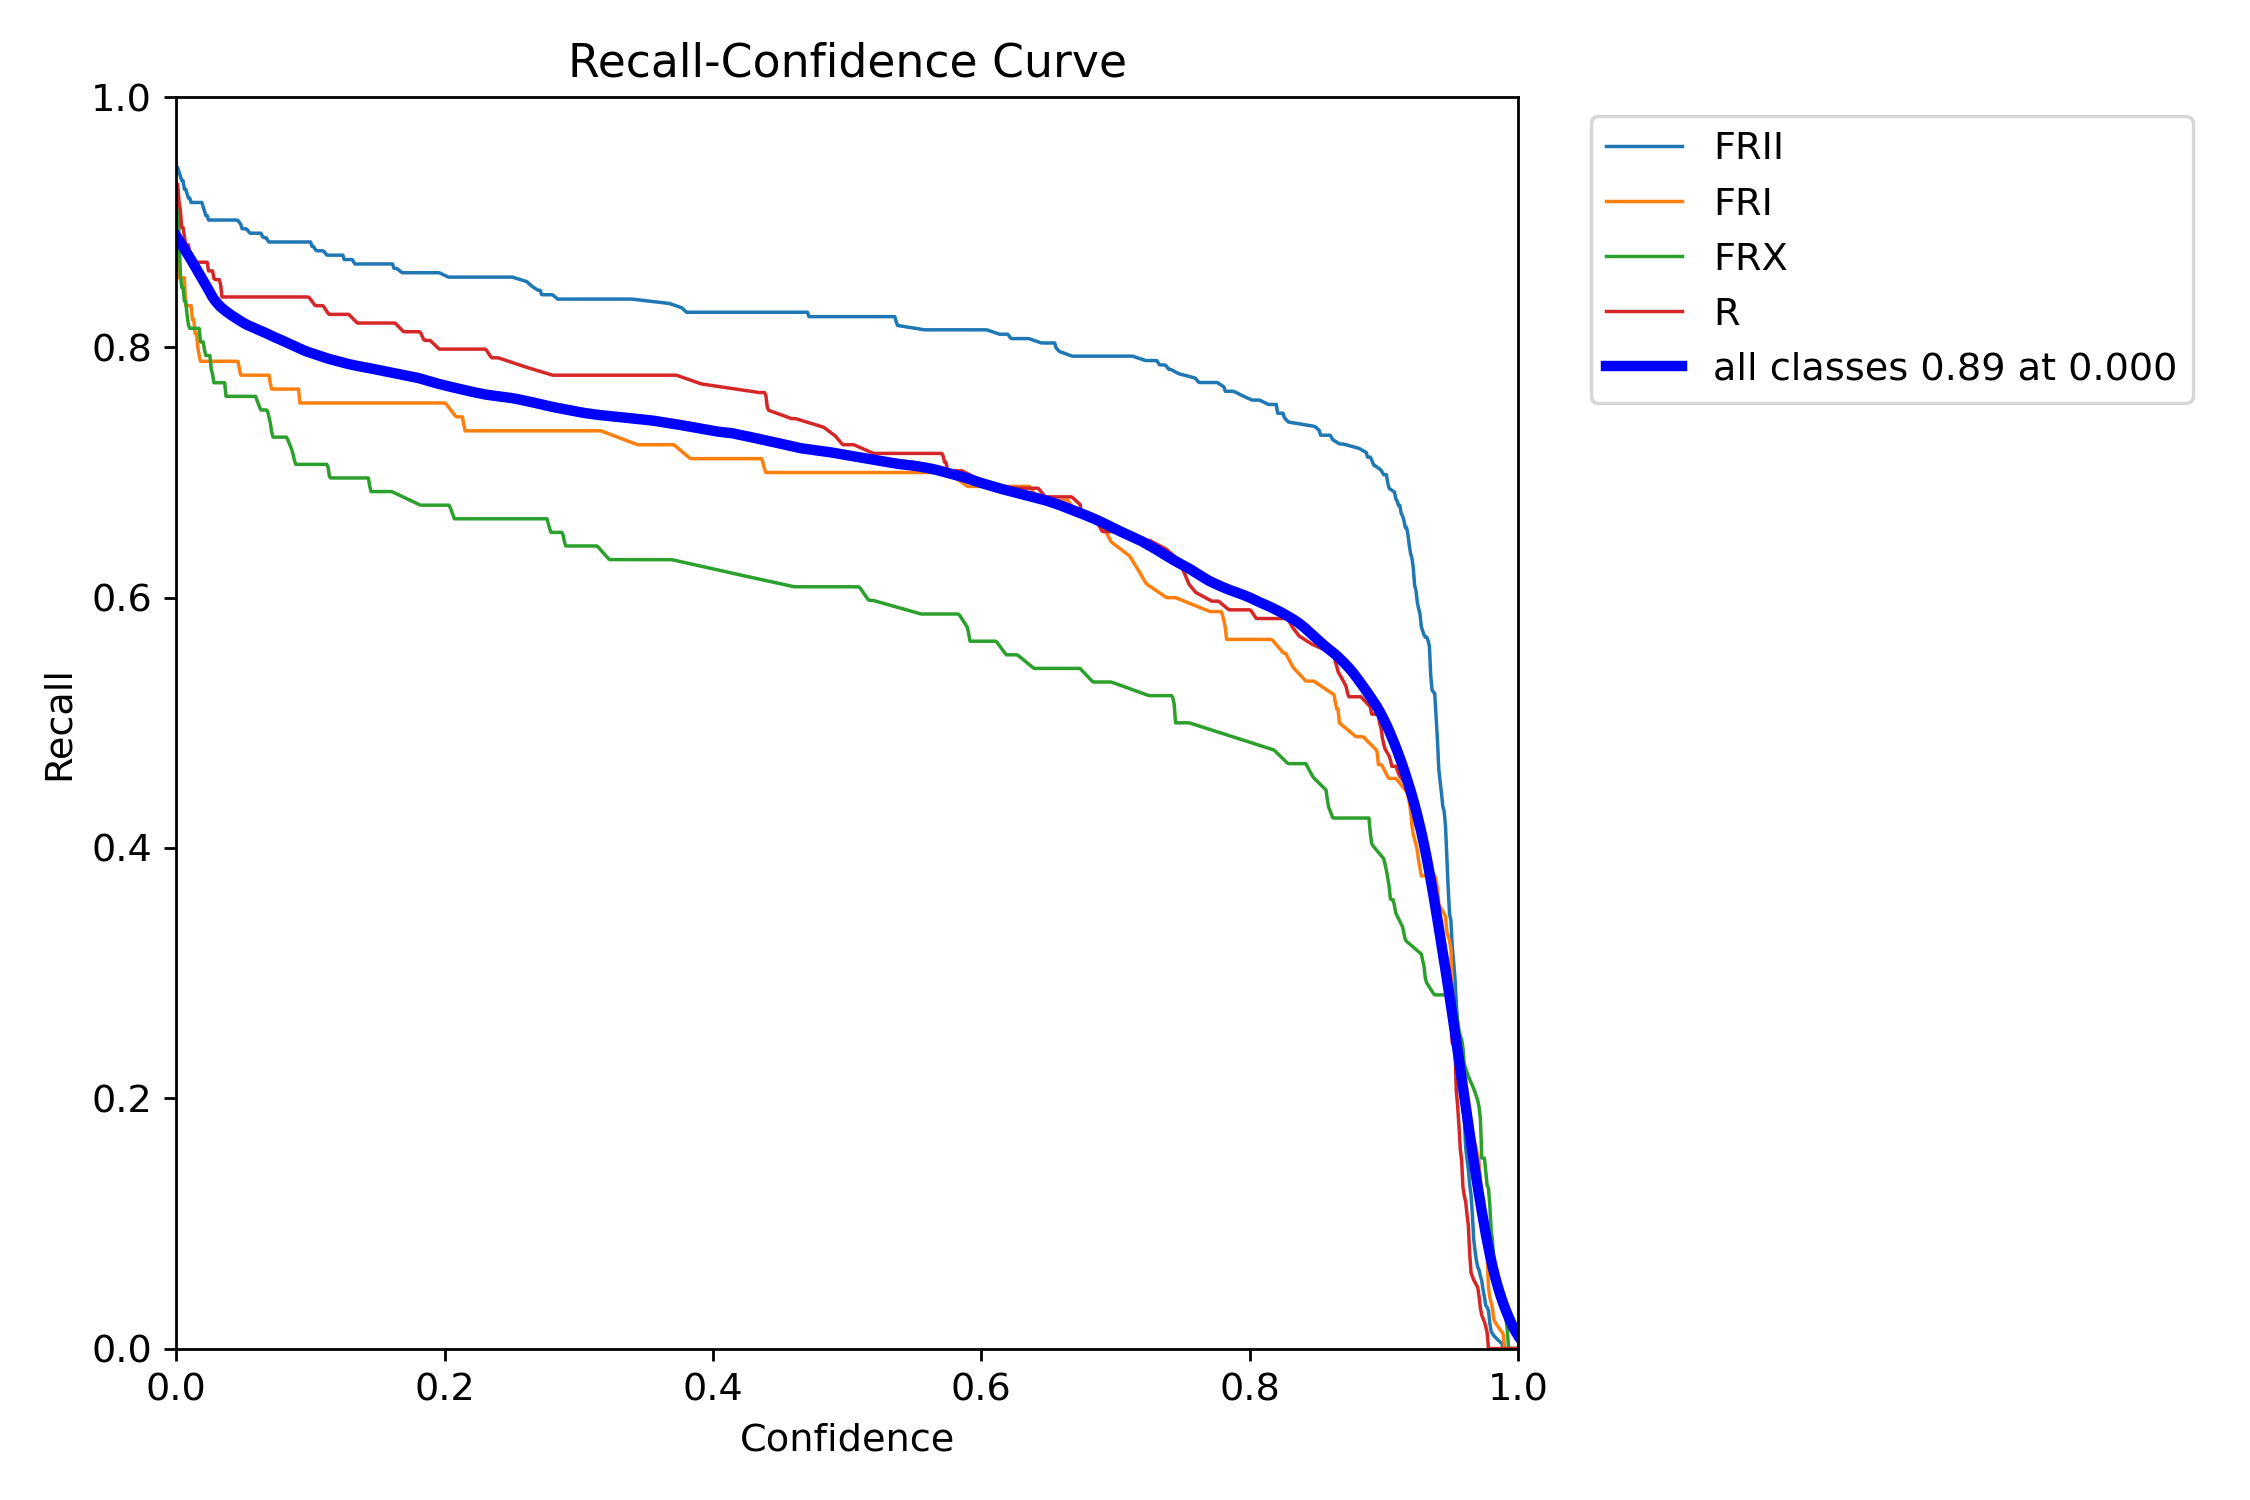 Recall-Confidence Curve
1.0
0.8
0.6
0.4
0.2
0.0
Recall
0.0 0.2 0.4 0.6 0.8 1.0
Confidence
FRII
FRI
FRX
R
all classes 0.89 at 0.000